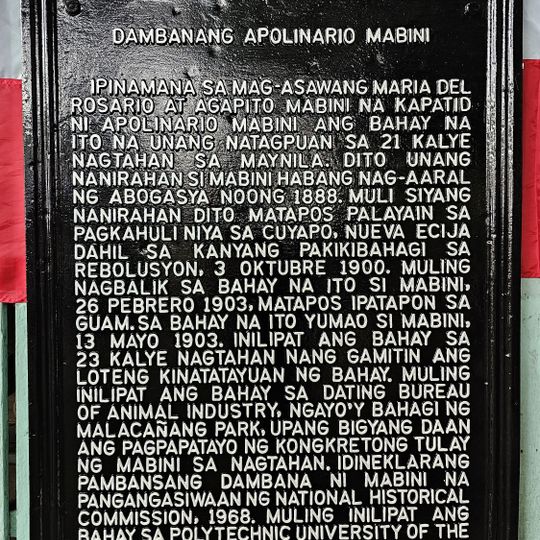 DAMBANANG APOLINARIO MABINI
IPINAMANA SA MAG-ASAWANG MARIA DEL
ROSARIO AT AGAPITO MABINI NA KAPATID
NI APOLINARIO MABINI ANG BAHAY NA
ITO NA UNANG NATAGPUAN SA 21 KALYE
NAGTAHAN SA MAYNILA. DITO UNANG
NANIRAHAN SI MABINI HABANG NAG-AARAL
NG ABOGASYA NOONG 1888. MULI SIYANG
NANIRAHAN DITO MATAPOS PALAYAIN SA
PAGKAHULI NIYA SA CUYAPO, NUEVA ECIJA
DAHIL SA KANYANG PAKIKIBAHAGI SA
REBOLUSYON, 3 OKTUBRE 1900. MULING
NAGBALIK SA BAHAY NA ITO SI MABINI,
26 PEBRERO 1903, MATAPOS IPATAPON SA
GUAM. SA BAHAY NA ITO YUMAO SI MABINI,
13 MAYO 1903. INILIPAT ANG BAHAY SA
23 KALYE NAGTAHAN NANG GAMITIN ANG
LOTENG KINATATAYUAN NG BAHAY. MULING
INILIPAT ANG BAHAY SA DATING BUREAU
OF ANIMAL INDUSTRY, NGAYO'Y BAHAGI NG
MALACAÑANG PARK, UPANG BIGYANG DAAN
ANG PAGPAPATAYO NG KONGKRETONG TULAY
NG MABINI SA NAGTAHAN. IDINEKLARANG
PAMBANSANG DAMBANA NI MABINI NA
PANGANGASIWAAN NG NATIONAL HISTORICAL
COMMISSION, 1968. MULING INILIPAT ANG
BAHAY SA POLYTECHNIC UNIVERSITY OF THE